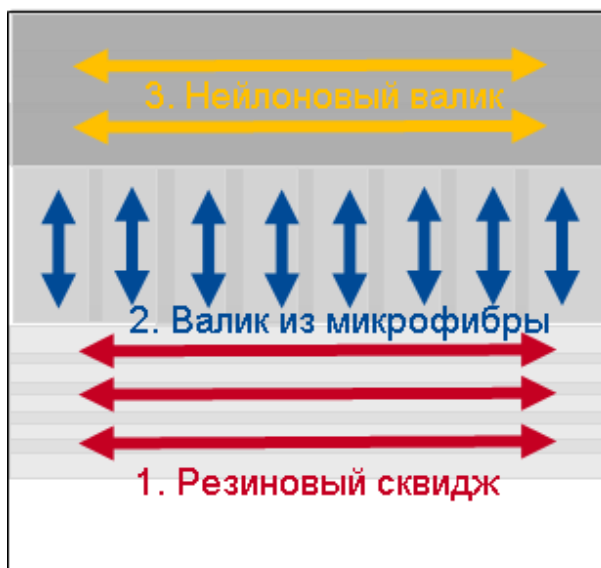 3. Нейлоновый валик
2. Валик из микрофибры
1. Резиновый сквидж